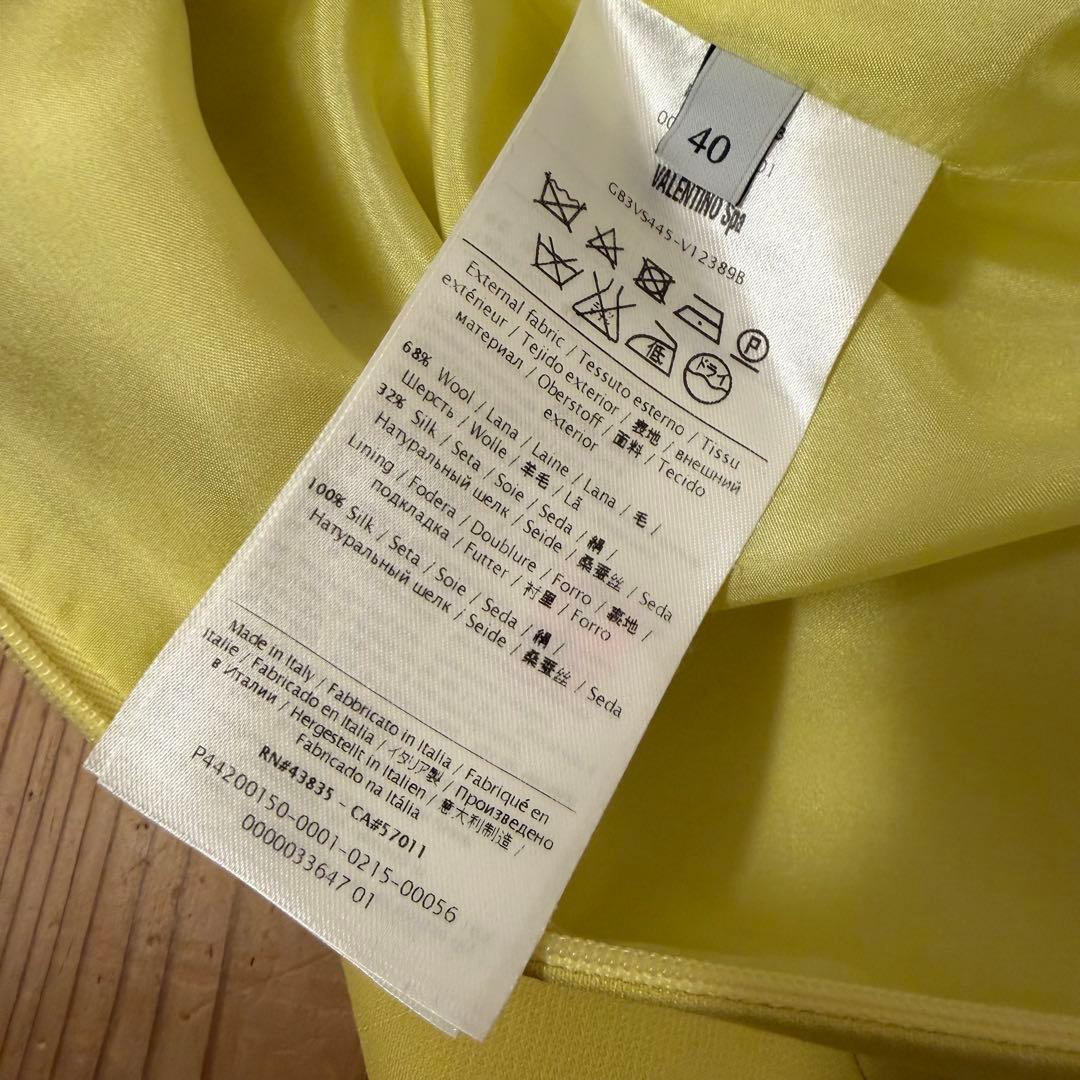 40
VALENTINO Spa
GB3VS445-V12389B
P
低
ドライ
External fabric / Tessuto esterno / Tissu
extérieur / Tejido exterior / 表地 / внешний
материал / Oberstoff / 面料 / Tecido
exterior
68% Wool / Lana / Laine / Lana / 毛 /
Шерсть / Wolle / 羊毛 / Lã
32% Silk / Seta / Soie / Seda / 絹 /
Натуральный шелк / Seide / 桑蚕丝 / Seda
Lining / Fodera / Doublure / Forro / 裏地 /
подкладка / Futter / 衬里 / Forro
100% Silk / Seta / Soie / Seda / 絹 /
Натуральный шелк / Seide / 桑蚕丝 / Seda
Made in Italy / Fabbricato in Italia / Fabriqué en
Italie / Fabricado en Italia / イタリア製 / Произведено
в Италии / Hergestellt in Italien / 意大利制造 /
Fabricado na Itália
RN#43835 - CA#57011
P44200150-0001-0215-00056
0000033647 01